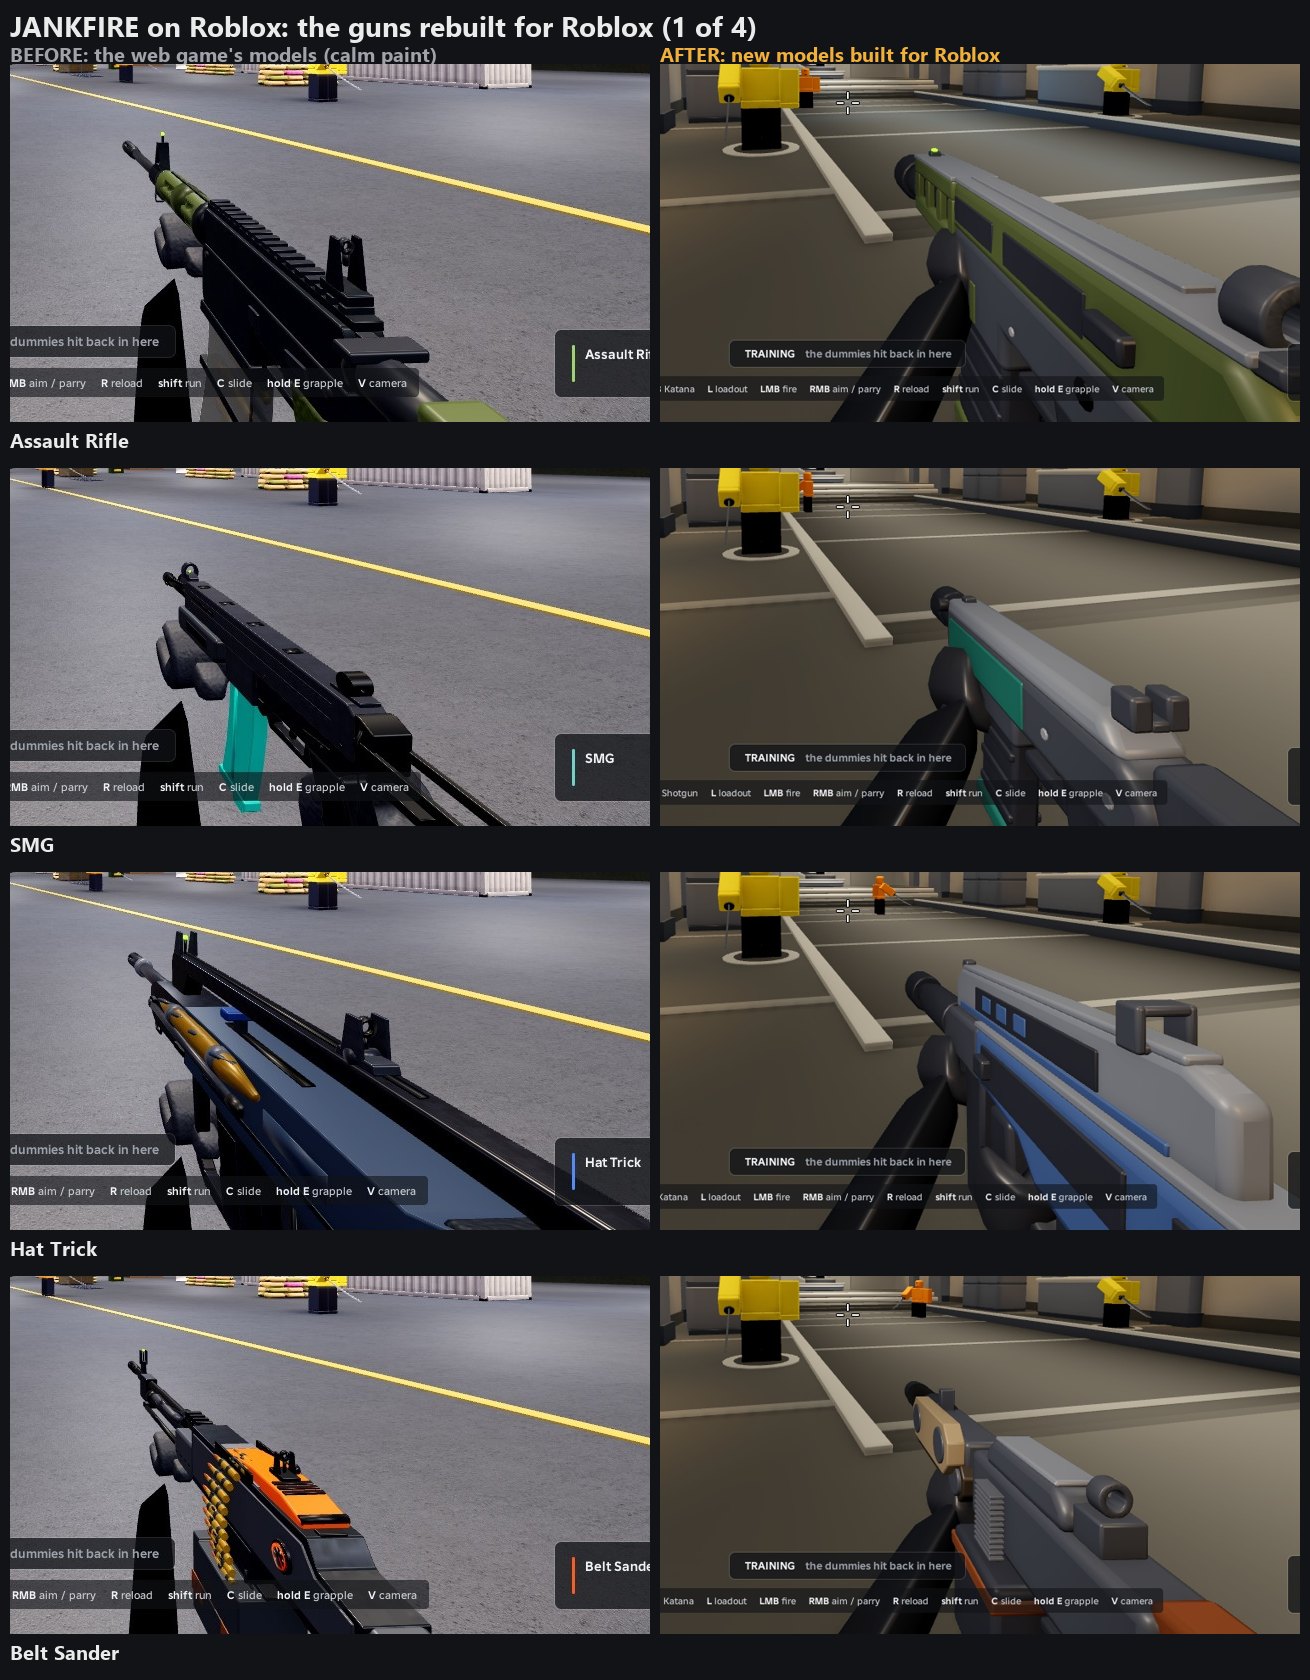 JANKFIRE on Roblox: the guns rebuilt for Roblox (1 of 4)
BEFORE: the web game's models (calm paint)
AFTER: new models built for Roblox
dummies hit back in here
MB aim / parry R reload shift run C slide hold E grapple V camera
Assault Rif
TRAINING the dummies hit back in here
Katana L loadout LMB fire RMB aim / parry R reload shift run C slide hold E grapple V camera
Assault Rifle
dummies hit back in here
RMB aim / parry R reload shift run C slide hold E grapple V camera
SMG
TRAINING the dummies hit back in here
Shotgun L loadout LMB fire RMB aim / parry R reload shift run C slide hold E grapple V camera
SMG
dummies hit back in here
RMB aim / parry R reload shift run C slide hold E grapple V camera
Hat Trick
TRAINING the dummies hit back in here
Katana L loadout LMB fire RMB aim / parry R reload shift run C slide hold E grapple V camera
Hat Trick
dummies hit back in here
RMB aim / parry R reload shift run C slide hold E grapple V camera
Belt Sande
TRAINING the dummies hit back in here
Katana L loadout LMB fire RMB aim / parry R reload shift run C slide hold E grapple V camera
Belt Sander